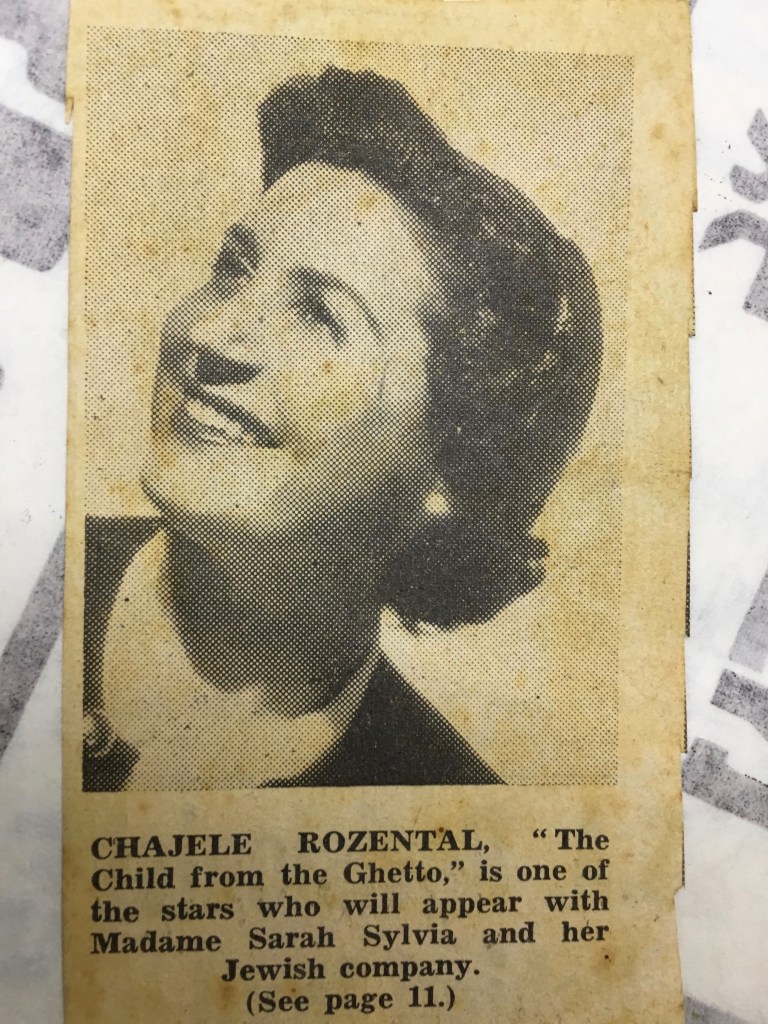 CHAJELE ROZENTAL, “The
Child from the Ghetto,” is one of
the stars who will appear with
Madame Sarah Sylvia and her
Jewish company.
(See page 11.)